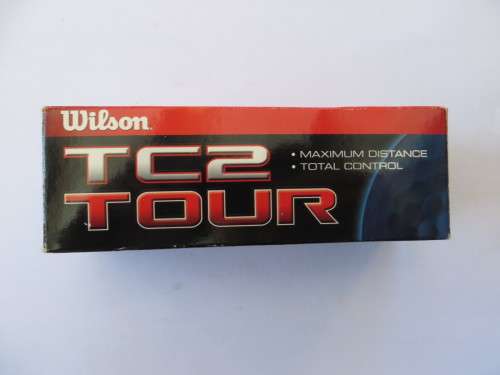 Wilson.
TC2
TOUR
• MAXIMUM DISTANCE
• TOTAL CONTROL